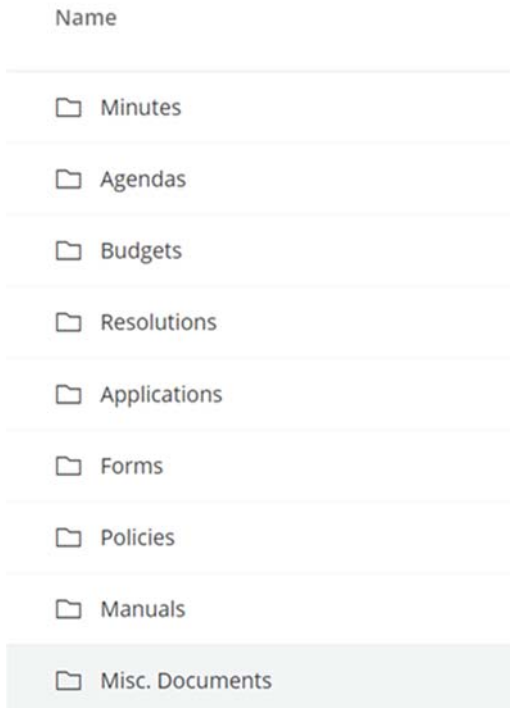 Name
Minutes
Agendas
Budgets
Resolutions
Applications
Forms
Policies
Manuals
Misc. Documents